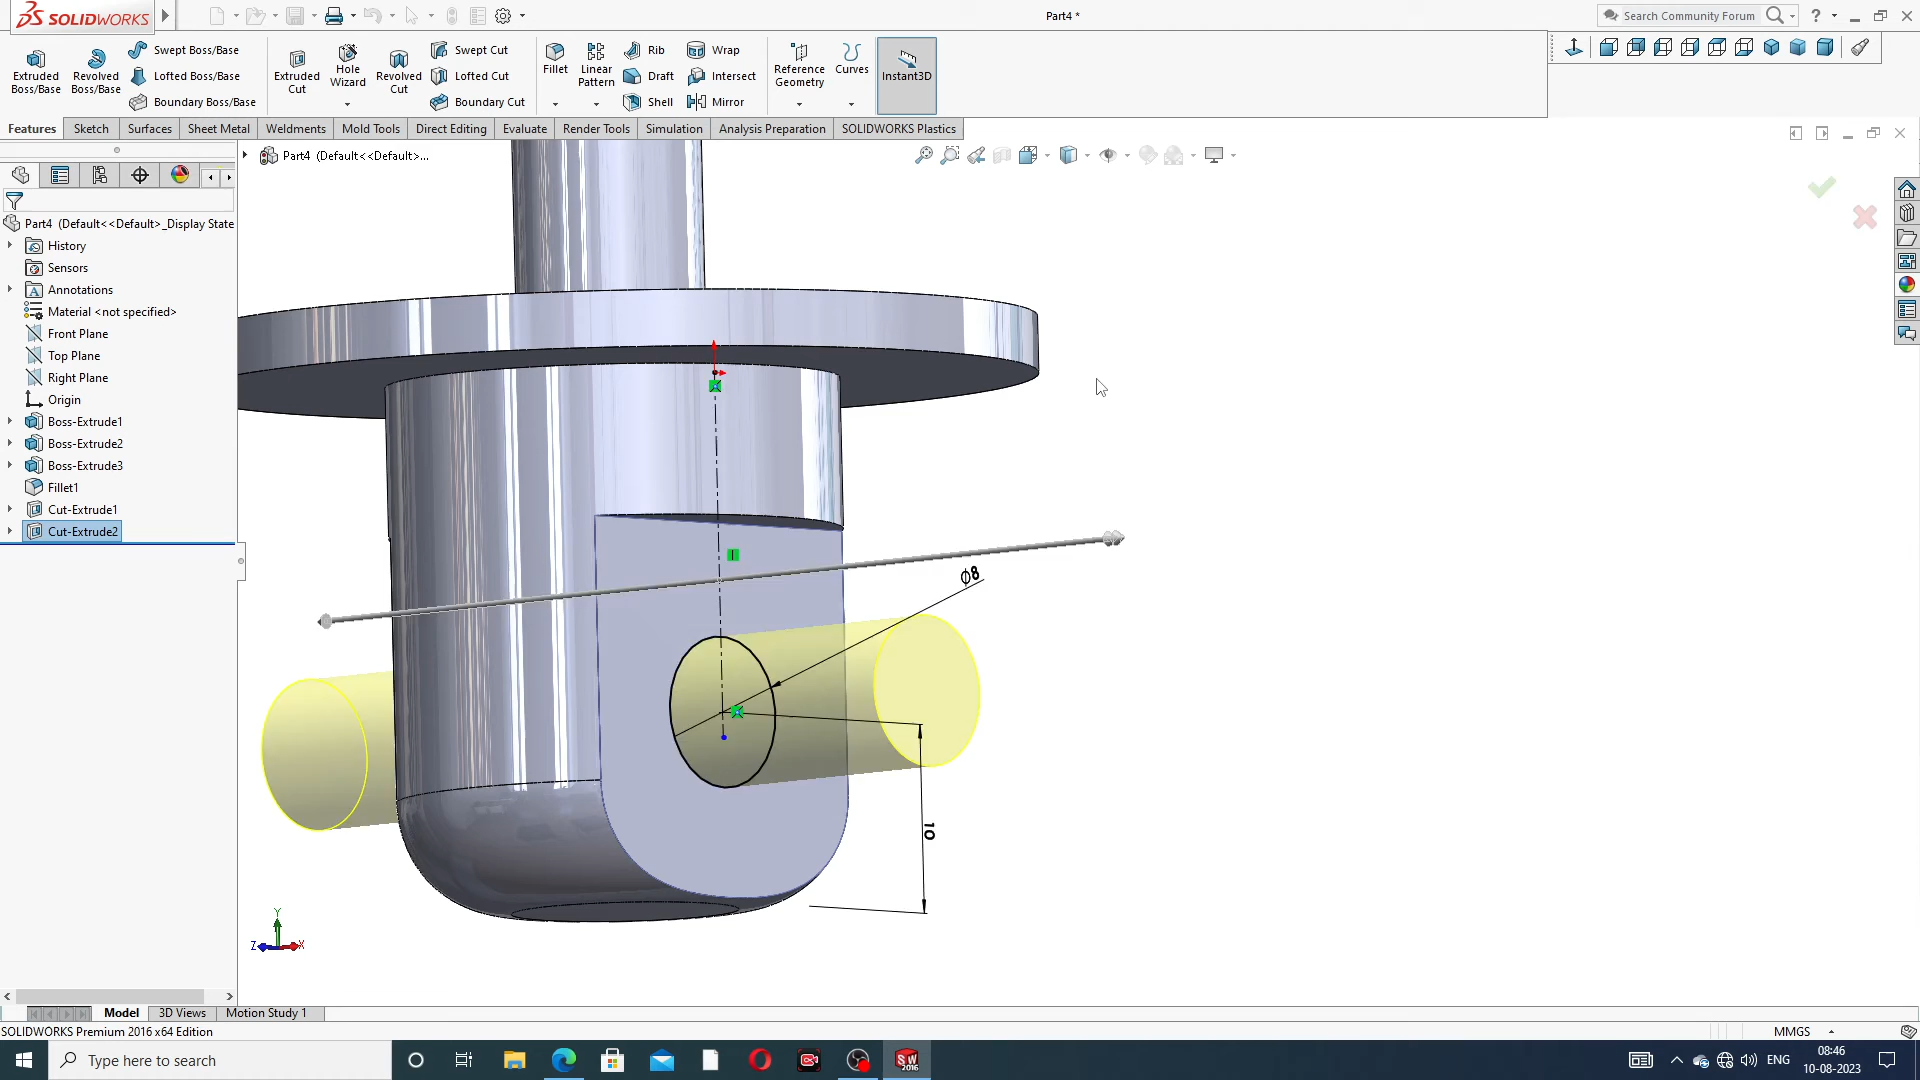 SOLIDWORKS
Part4 *
Search Community Forum
Extruded Boss/Base
Revolved Boss/Base
Swept Boss/Base
Lofted Boss/Base
Boundary Boss/Base
Extruded Cut
Hole Wizard
Revolved Cut
Swept Cut
Lofted Cut
Boundary Cut
Fillet
Linear Pattern
Rib
Draft
Shell
Wrap
Intersect
Mirror
Reference Geometry
Curves
Instant3D
Features
Sketch
Surfaces
Sheet Metal
Weldments
Mold Tools
Direct Editing
Evaluate
Render Tools
Simulation
Analysis Preparation
SOLIDWORKS Plastics
Part4 (Default<<Default>...
Part4 (Default<<Default>_Display State
History
Sensors
Annotations
Material <not specified>
Front Plane
Top Plane
Right Plane
Origin
Boss-Extrude1
Boss-Extrude2
Boss-Extrude3
Fillet1
Cut-Extrude1
Cut-Extrude2
ϕ8
10
Y
Z
X
Model
3D Views
Motion Study 1
SOLIDWORKS Premium 2016 x64 Edition
MMGS
Type here to search
SW
2016
ENG
08:46
10-08-2023